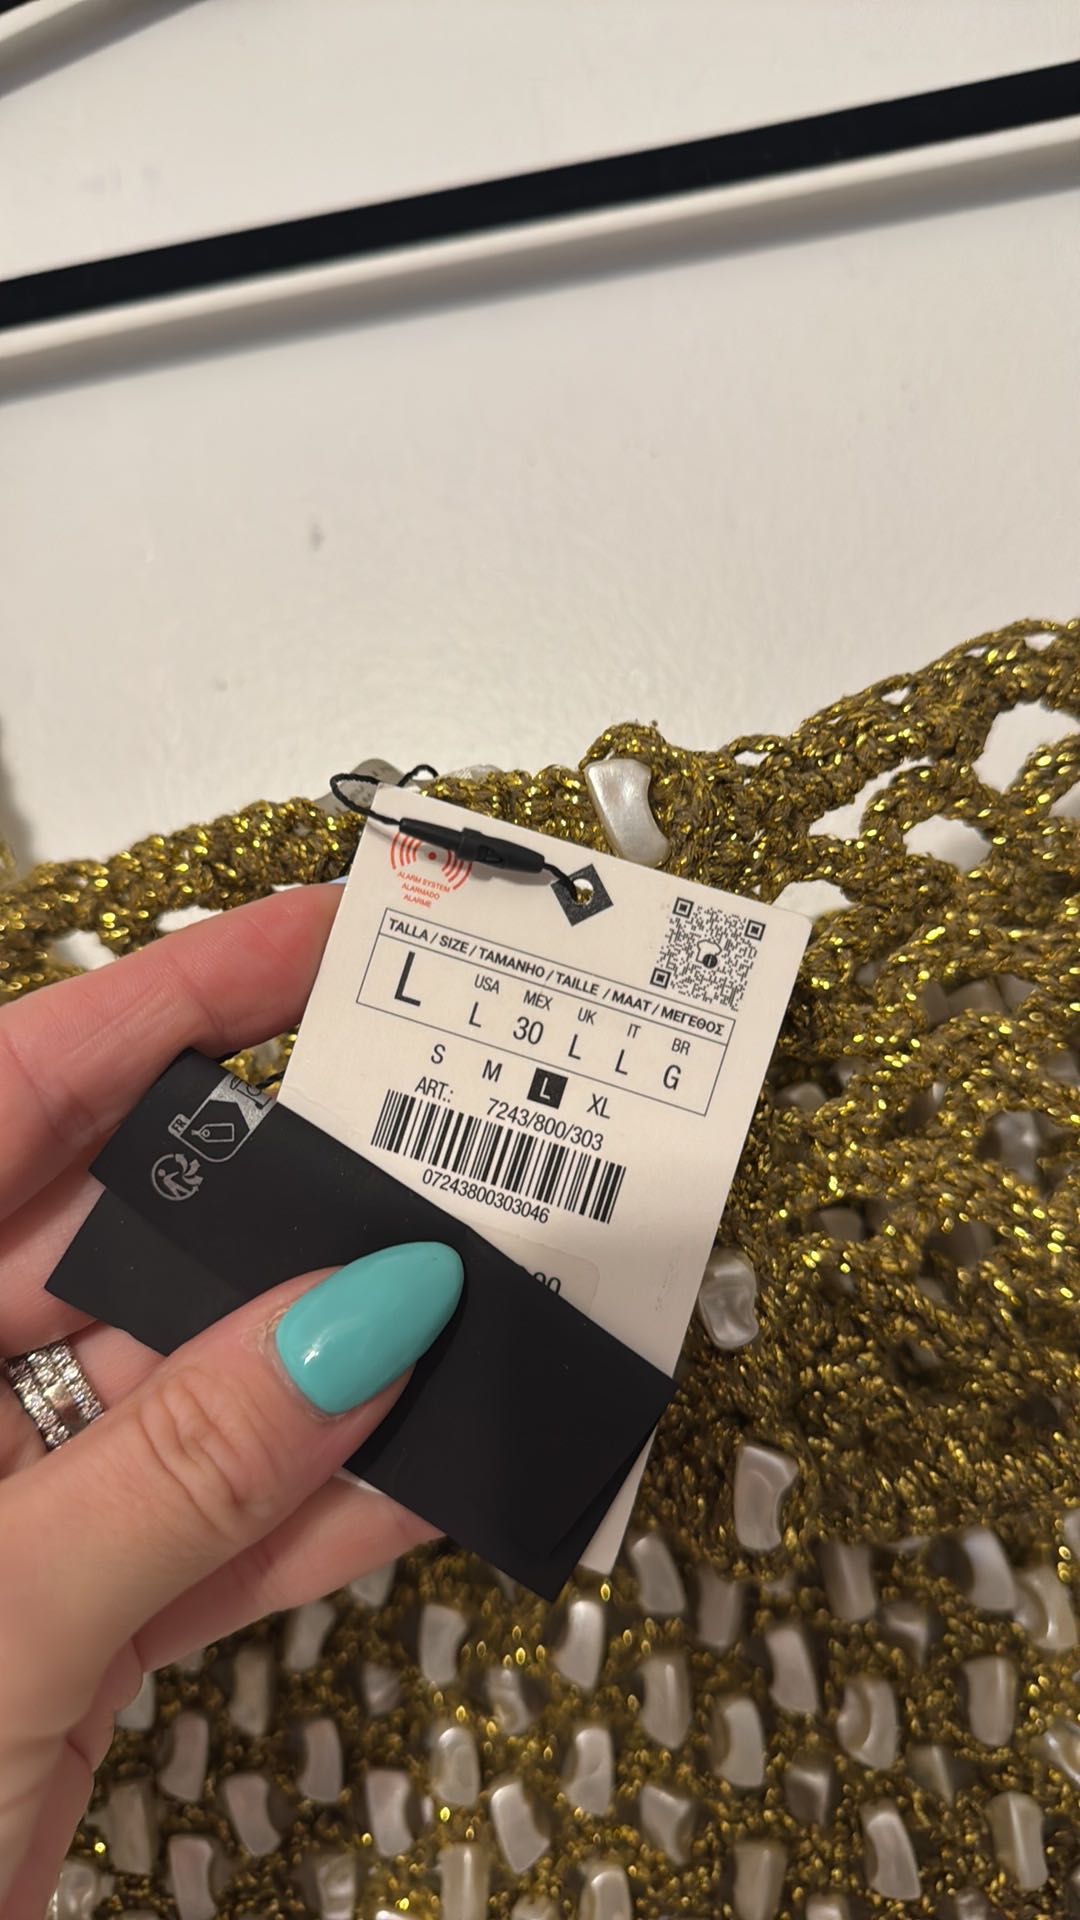 ALARM SYSTEM
ALARMADO
ALARME
TALLA / SIZE / TAMANHO / TAILLE / MAAT / ΜΕΓΕΘΟΣ
L
USA MEX UK IT BR
L 30 L L G
S M L XL
ART.: 7243/800/303
07243800303046
FR